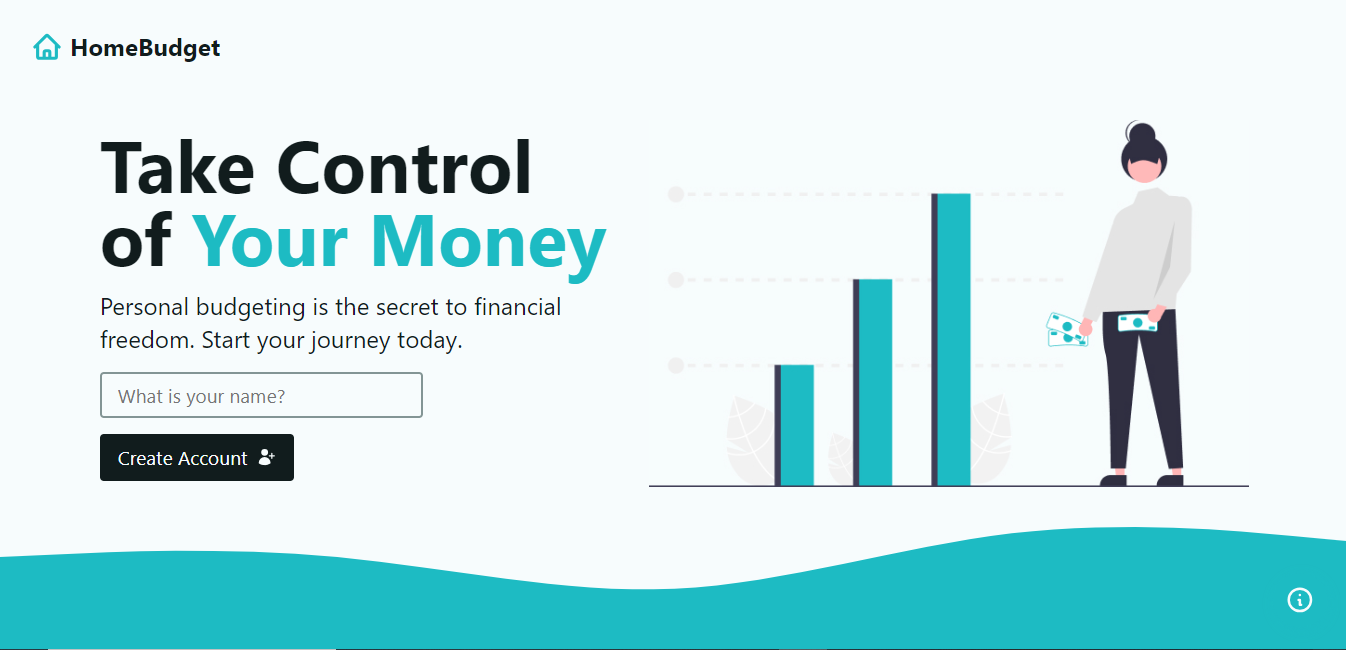 HomeBudget
Take Control
of Your Money
Personal budgeting is the secret to financial
freedom. Start your journey today.
What is your name?
Create Account